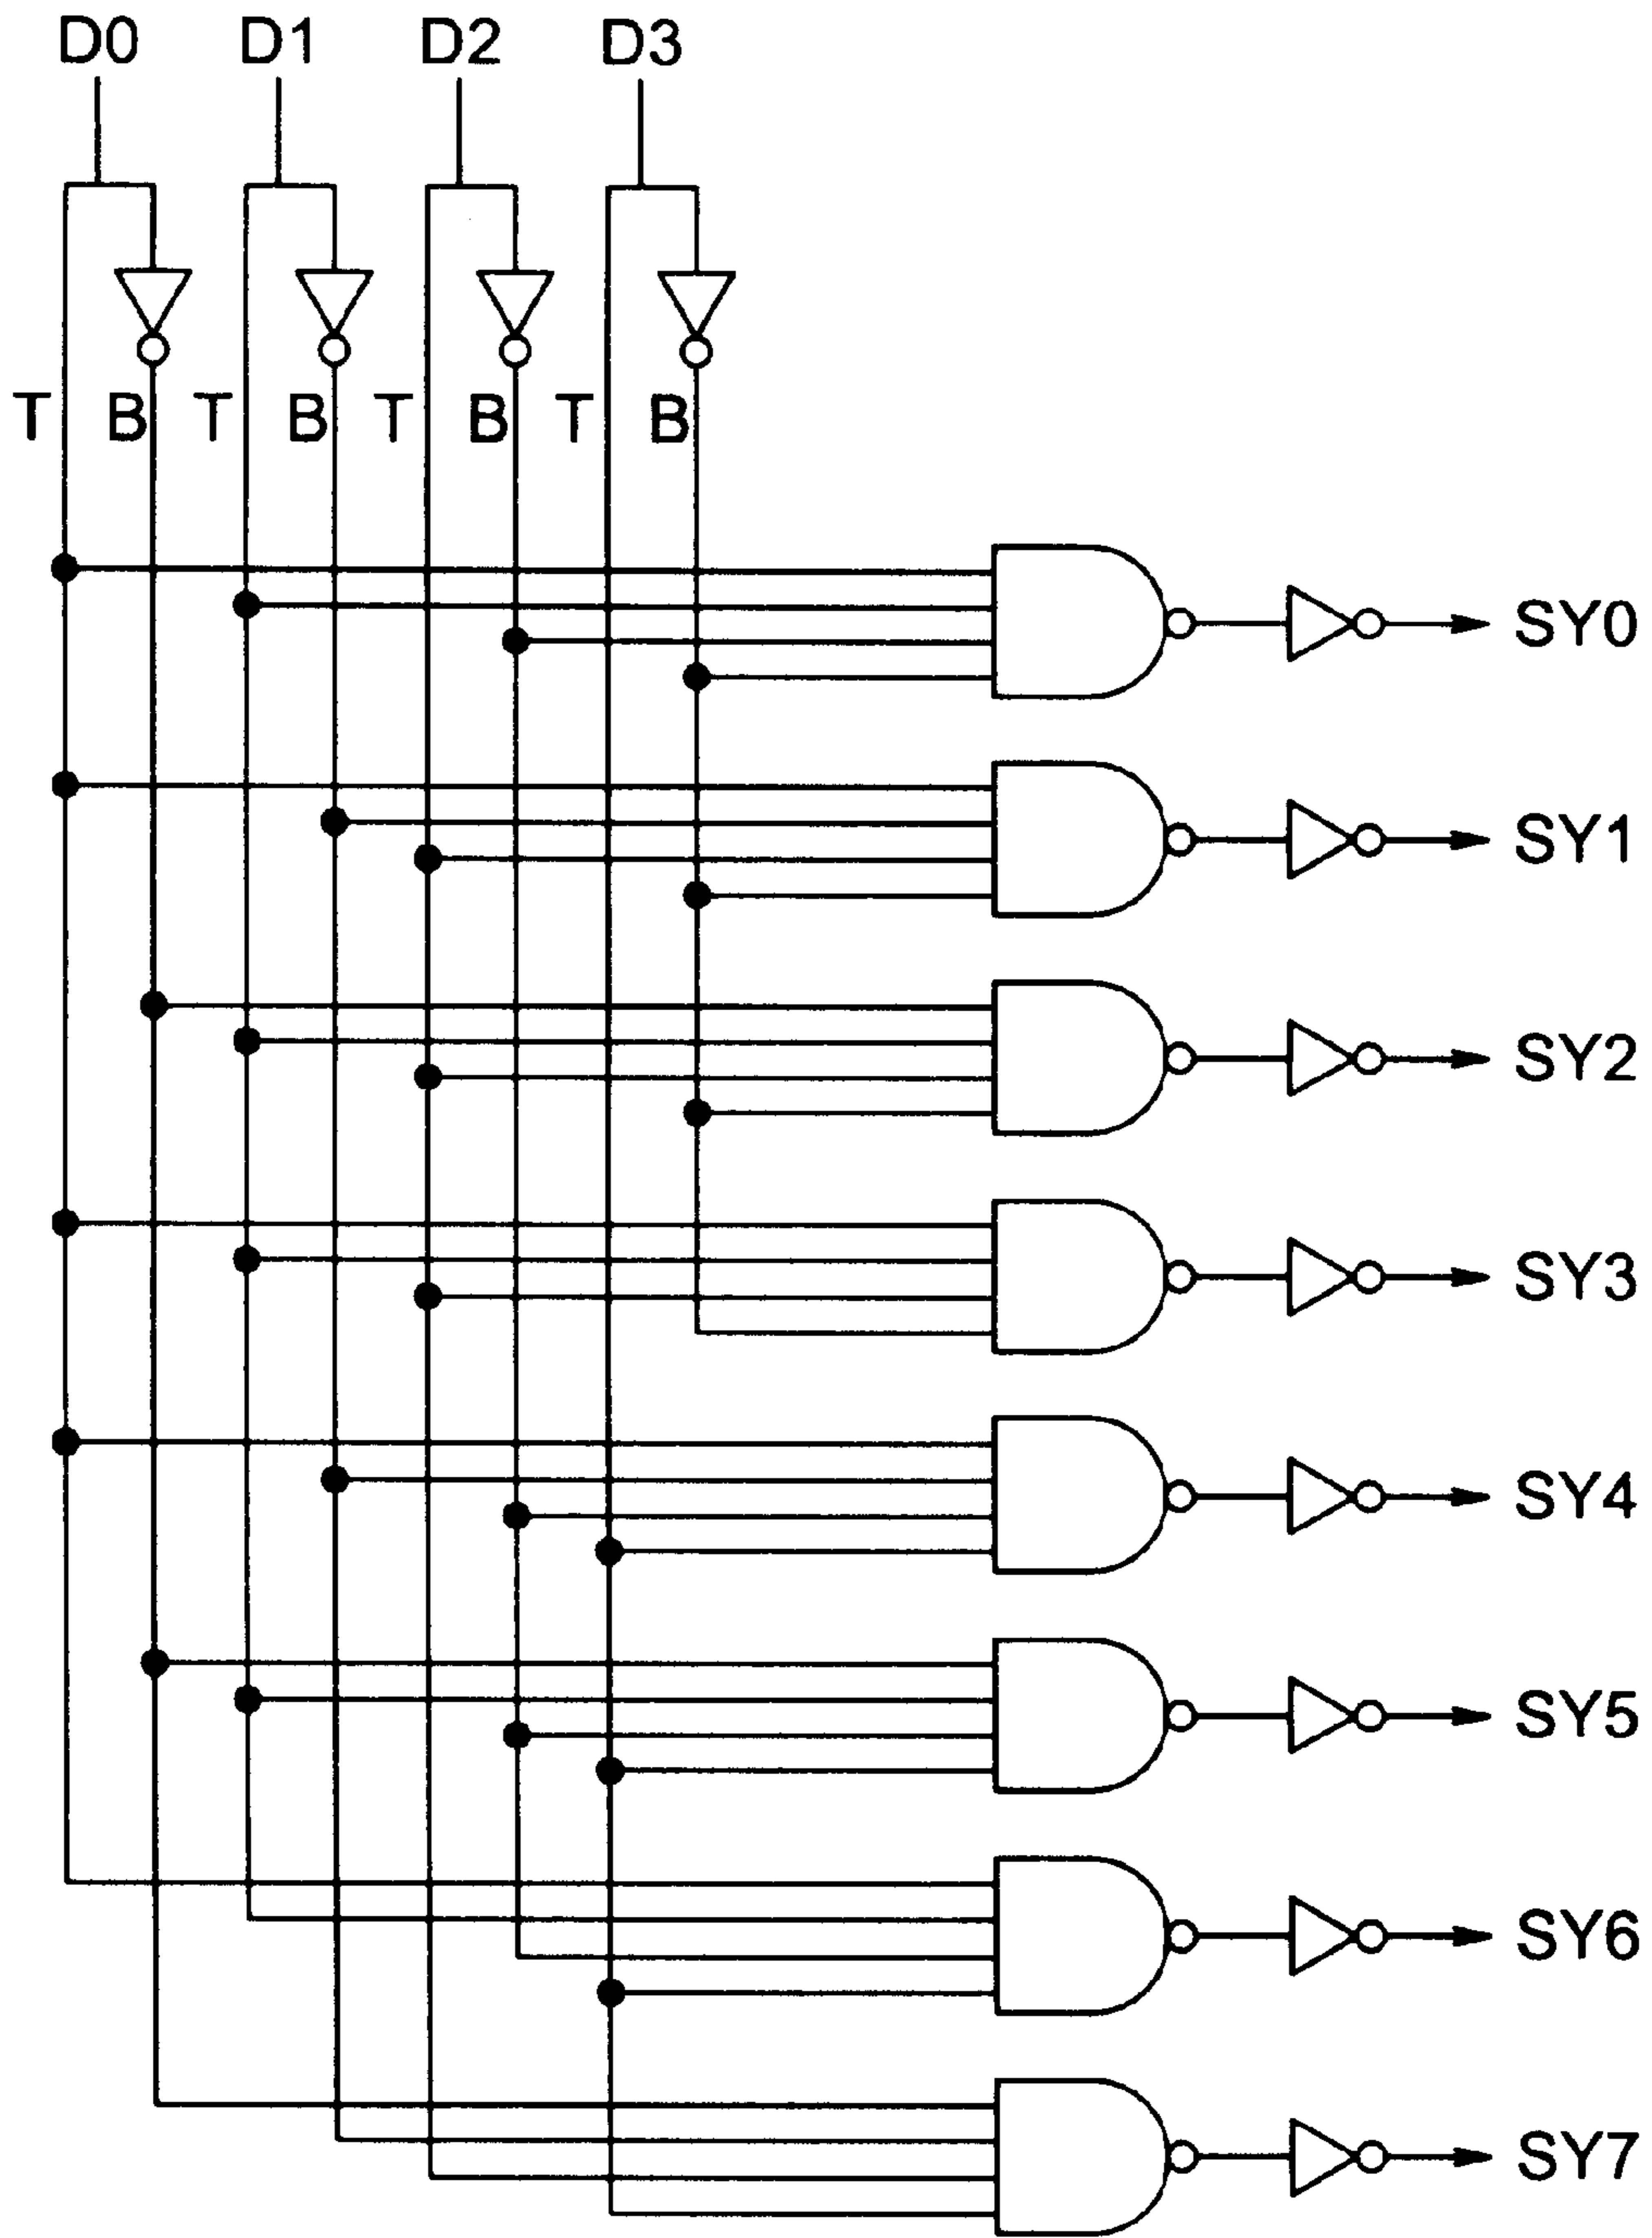 D0 D1 D2 D3
T B T B T B T B
SY0
SY1
SY2
SY3
SY4
SY5
SY6
SY7